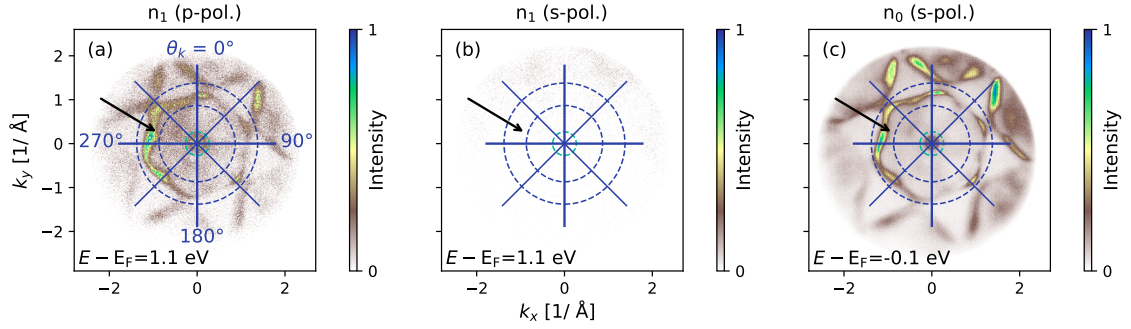 n₁ (p-pol.)
n₁ (s-pol.)
n₀ (s-pol.)
(a)
θₖ = 0°
270°
90°
180°
E − E_F=1.1 eV
k_y [1/ Å]
2
1
0
−1
−2
−2
0
2
1
Intensity
0
(b)
E − E_F=1.1 eV
−2
0
2
k_x [1/ Å]
1
Intensity
0
(c)
E − E_F=-0.1 eV
−2
0
2
1
Intensity
0